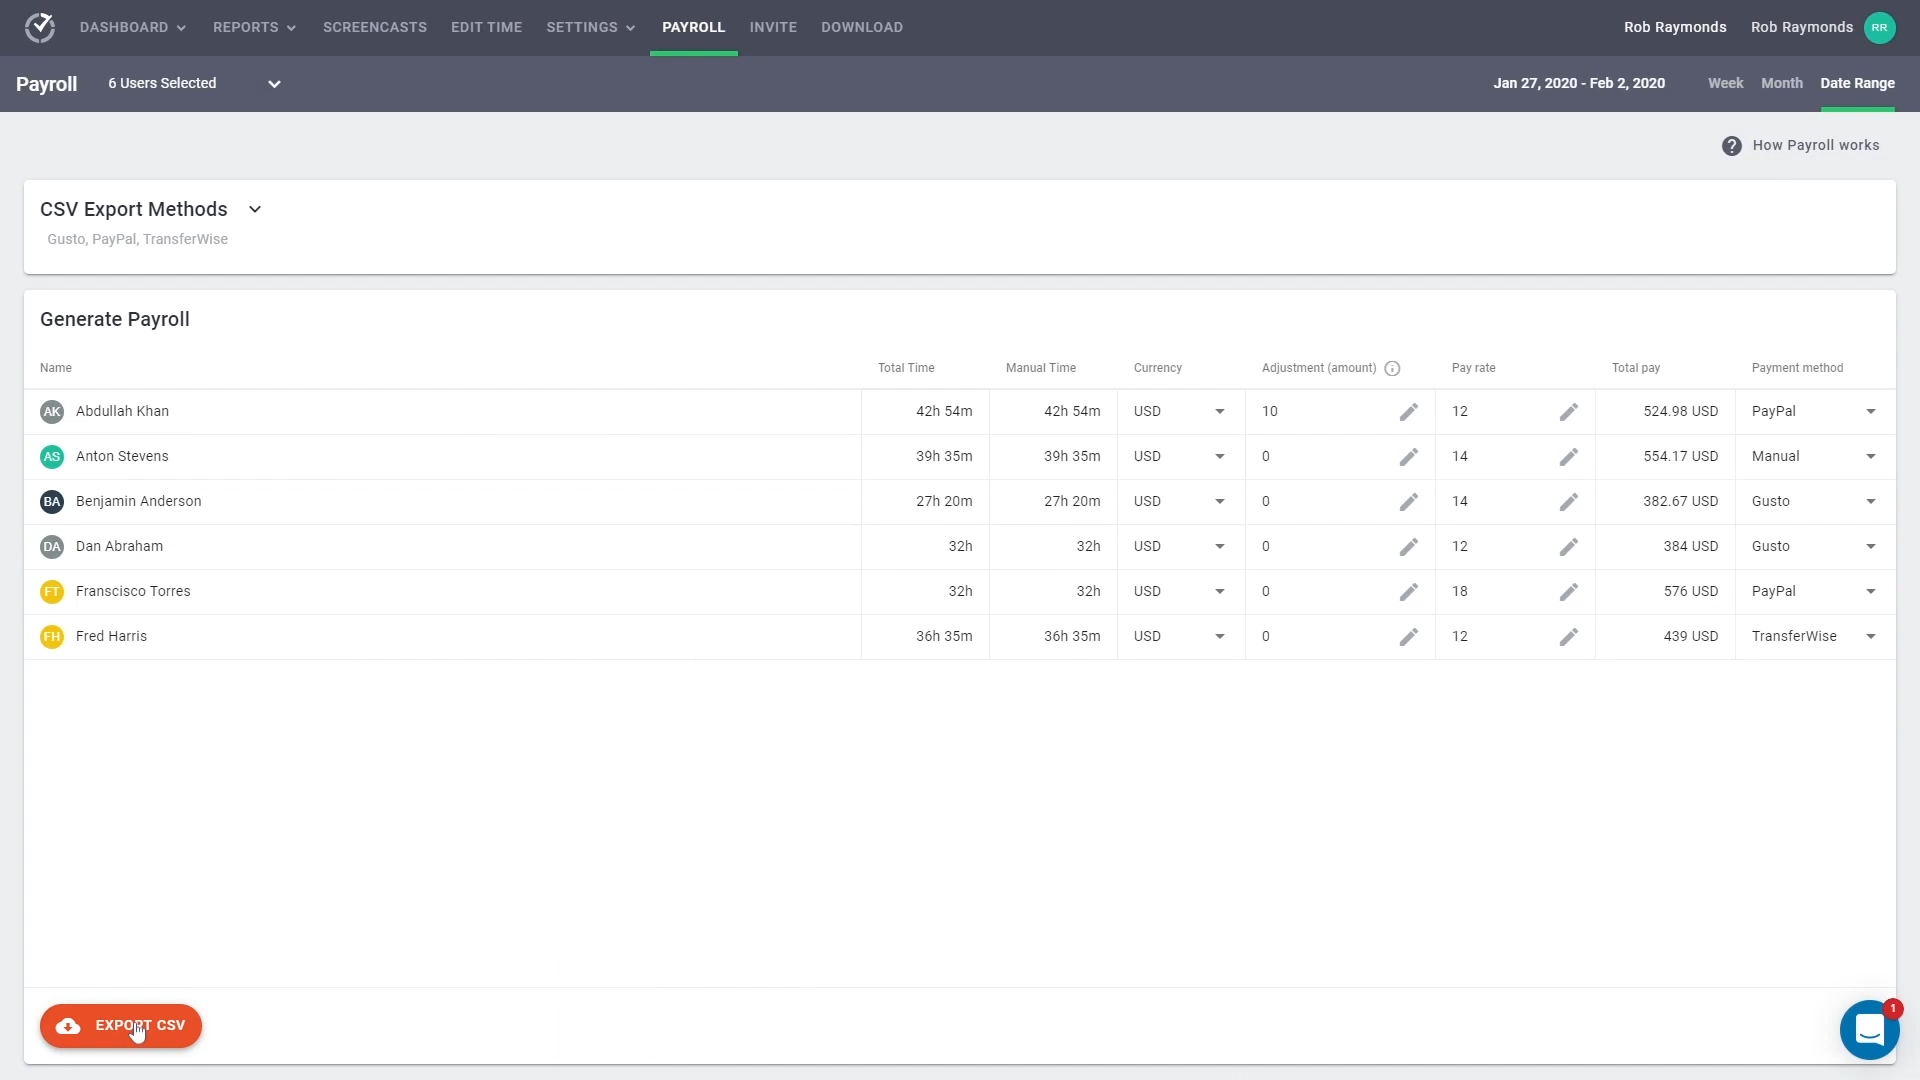 DASHBOARD REPORTS SCREENCASTS EDIT TIME SETTINGS PAYROLL INVITE DOWNLOAD Rob Raymonds Rob Raymonds RR
Payroll 6 Users Selected Jan 27, 2020 - Feb 2, 2020 Week Month Date Range
? How Payroll works
CSV Export Methods
Gusto, PayPal, TransferWise
Generate Payroll
Name Total Time Manual Time Currency Adjustment (amount) Pay rate Total pay Payment method
AK Abdullah Khan 42h 54m 42h 54m USD 10 12 524.98 USD PayPal
AS Anton Stevens 39h 35m 39h 35m USD 0 14 554.17 USD Manual
BA Benjamin Anderson 27h 20m 27h 20m USD 0 14 382.67 USD Gusto
DA Dan Abraham 32h 32h USD 0 12 384 USD Gusto
FT Franscisco Torres 32h 32h USD 0 18 576 USD PayPal
FH Fred Harris 36h 35m 36h 35m USD 0 12 439 USD TransferWise
EXPORT CSV
1